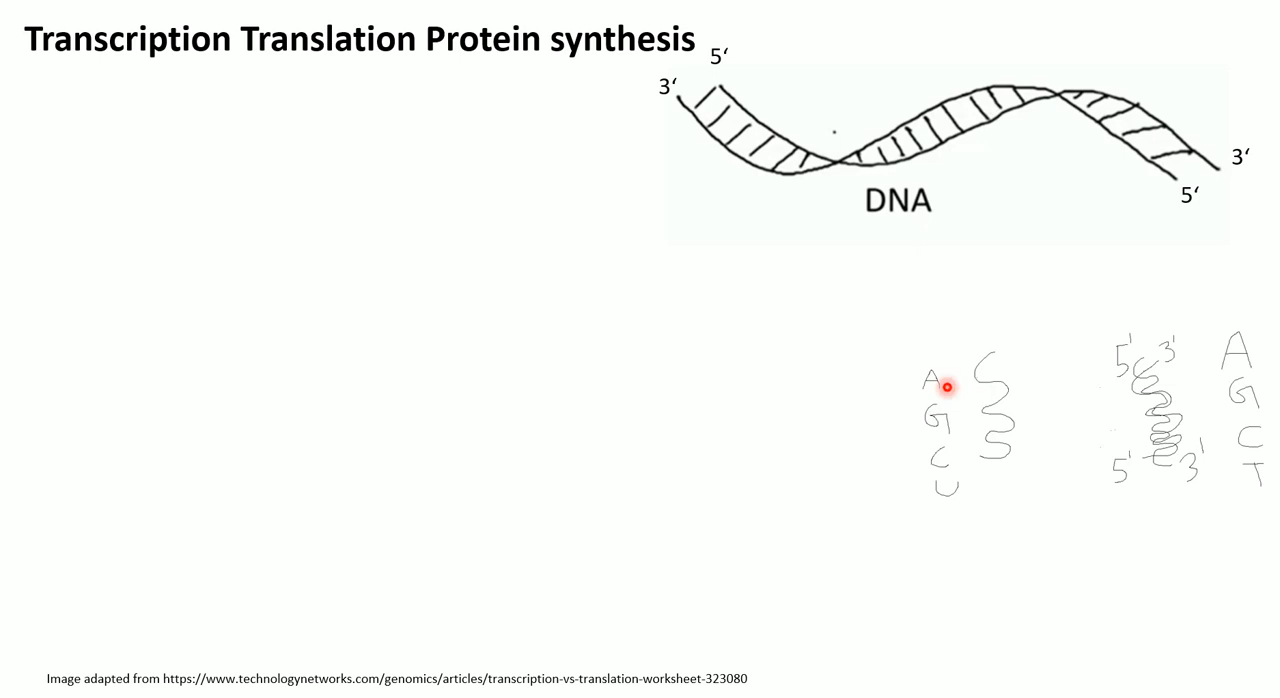 Transcription Translation Protein synthesis
5‘
3‘
3‘
5‘
DNA
A
G
C
U
5' 3'
5' 3'
A
G
C
T
Image adapted from https://www.technologynetworks.com/genomics/articles/transcription-vs-translation-worksheet-323080